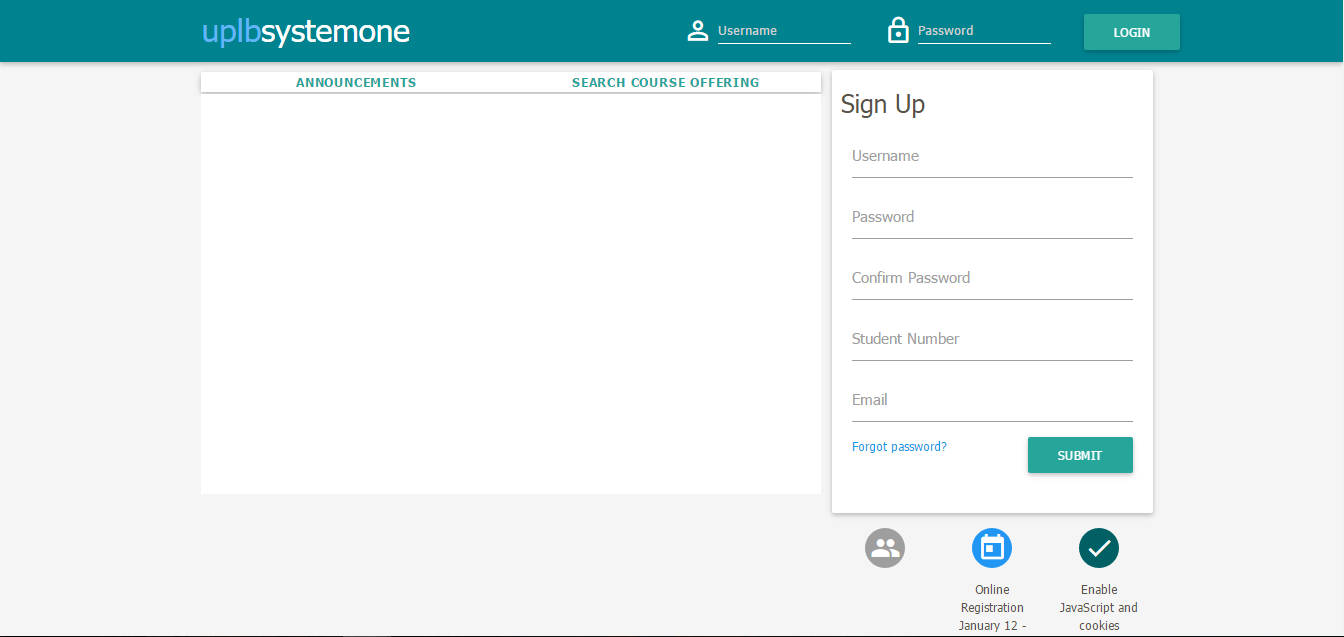 uplbsystemone
Username
Password
LOGIN
ANNOUNCEMENTS
SEARCH COURSE OFFERING
Sign Up
Username
Password
Confirm Password
Student Number
Email
Forgot password?
SUBMIT
Online
Registration
January 12 -
Enable
JavaScript and
cookies